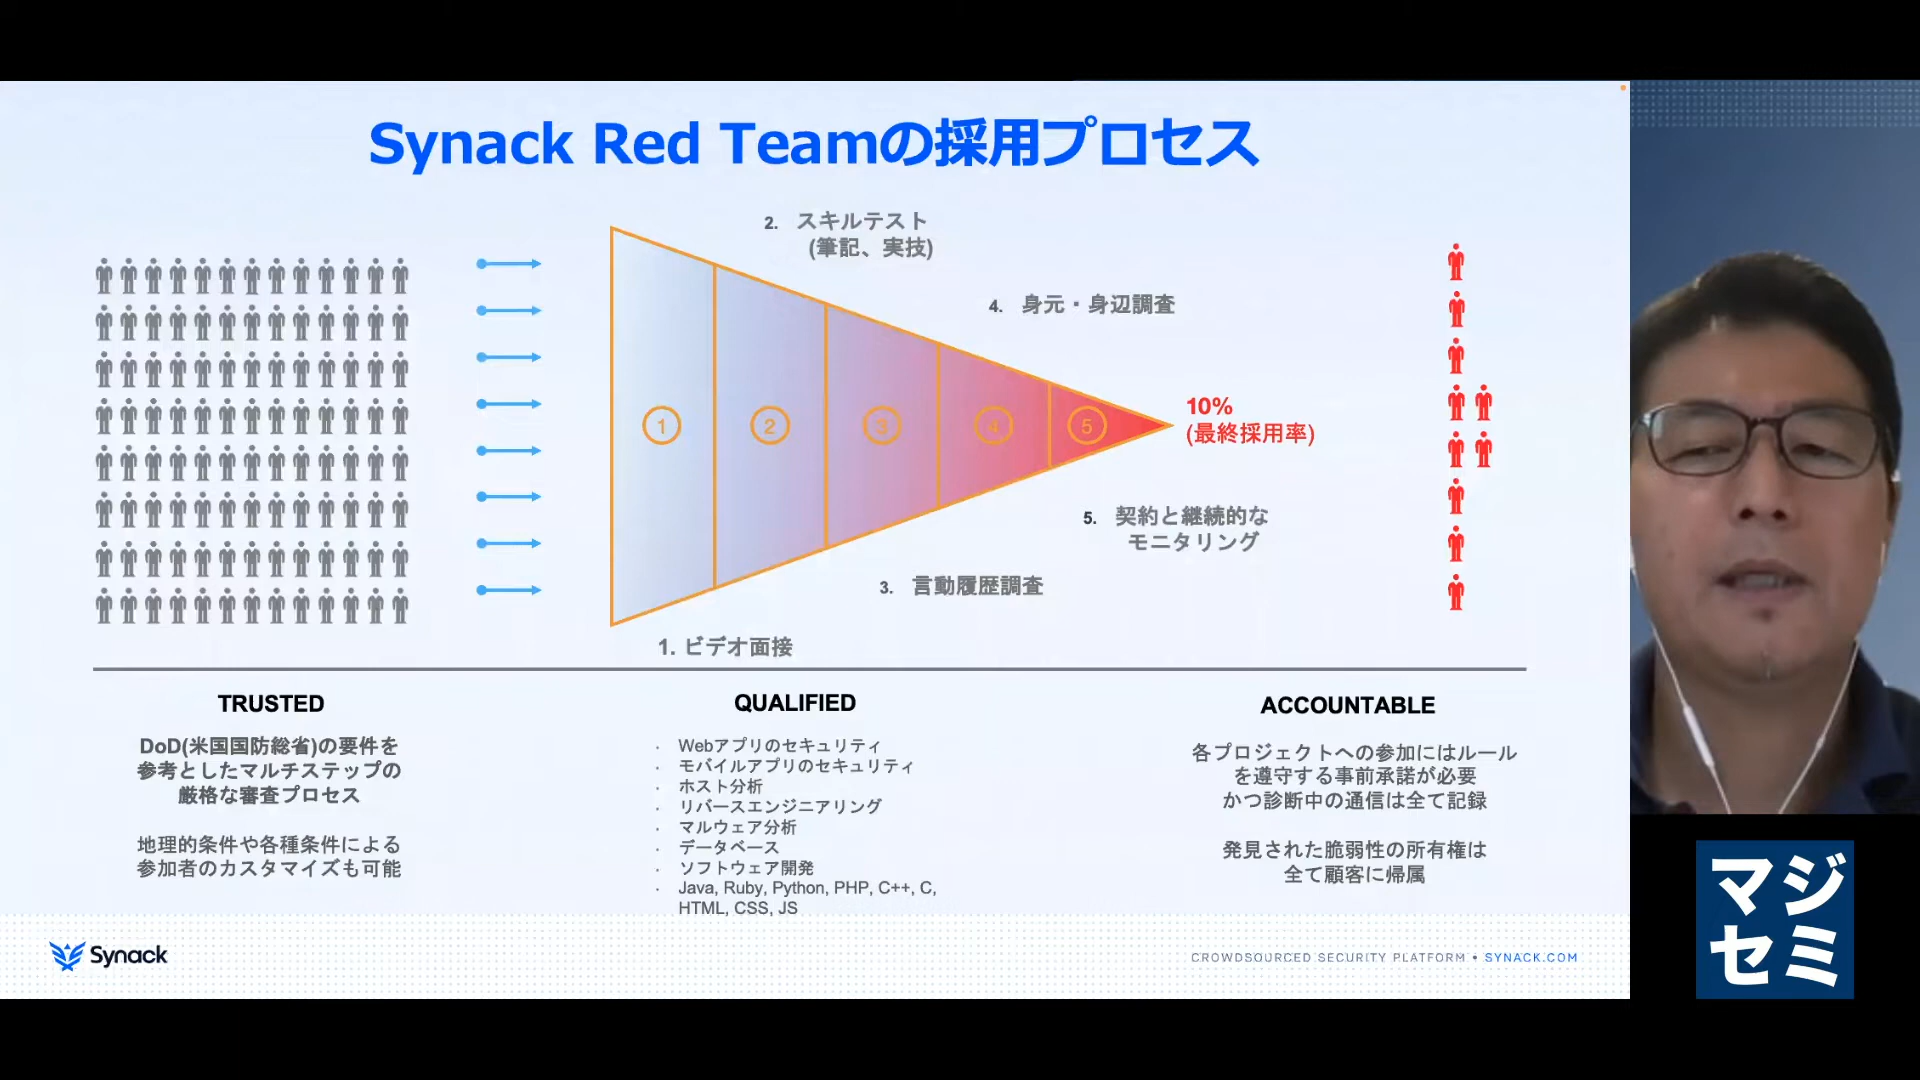 Synack Red Teamの採用プロセス
2. スキルテスト
(筆記、実技)
4. 身元・身辺調査
1
2
3
4
5
10%
(最終採用率)
5. 契約と継続的な
モニタリング
3. 言動履歴調査
1. ビデオ面接
TRUSTED
DoD(米国国防総省)の要件を
参考としたマルチステップの
厳格な審査プロセス
地理的条件や各種条件による
参加者のカスタマイズも可能
QUALIFIED
· Webアプリのセキュリティ
· モバイルアプリのセキュリティ
· ホスト分析
· リバースエンジニアリング
· マルウェア分析
· データベース
· ソフトウェア開発
· Java, Ruby, Python, PHP, C++, C,
HTML, CSS, JS
ACCOUNTABLE
各プロジェクトへの参加にはルール
を遵守する事前承諾が必要
かつ診断中の通信は全て記録
発見された脆弱性の所有権は
全て顧客に帰属
Synack
CROWDSOURCED SECURITY PLATFORM • SYNACK.COM
マジ
セミ